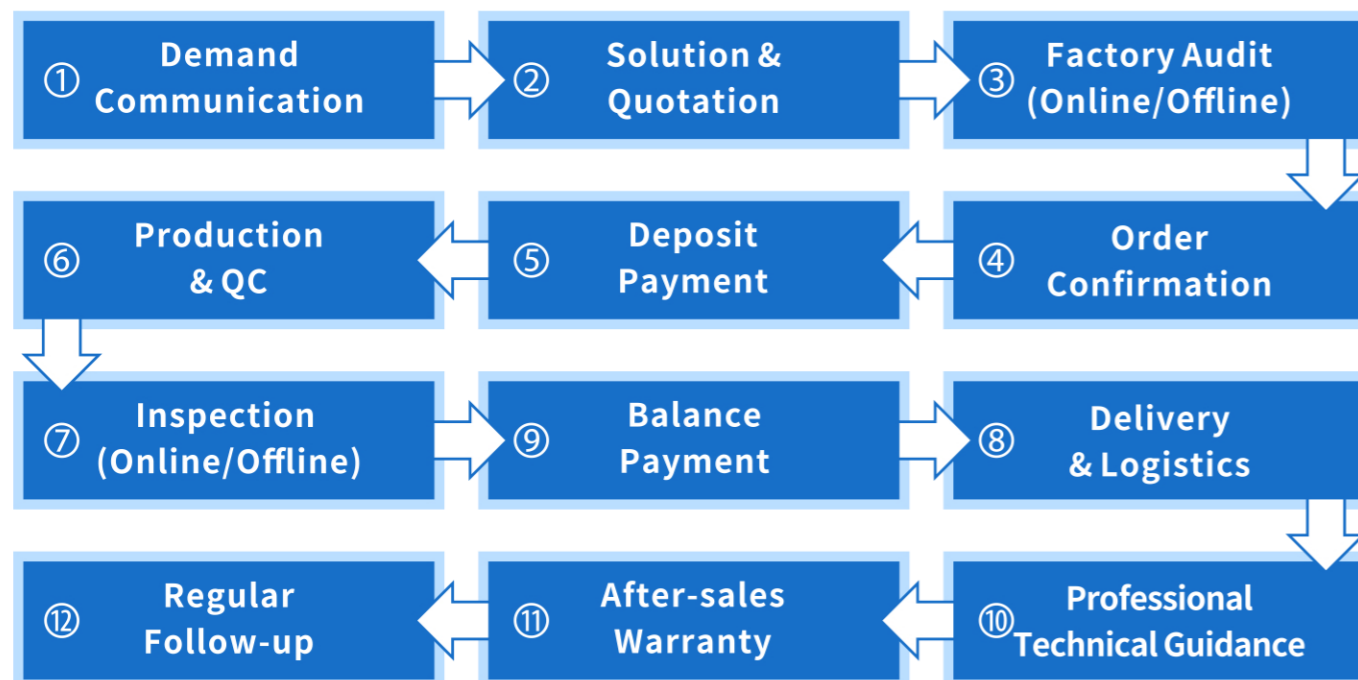 ① Demand
Communication
② Solution &
Quotation
③ Factory Audit
(Online/Offline)
④ Order
Confirmation
⑤ Deposit
Payment
⑥ Production
& QC
⑦ Inspection
(Online/Offline)
⑨ Balance
Payment
⑧ Delivery
& Logistics
⑩ Professional
Technical Guidance
⑪ After-sales
Warranty
⑫ Regular
Follow-up